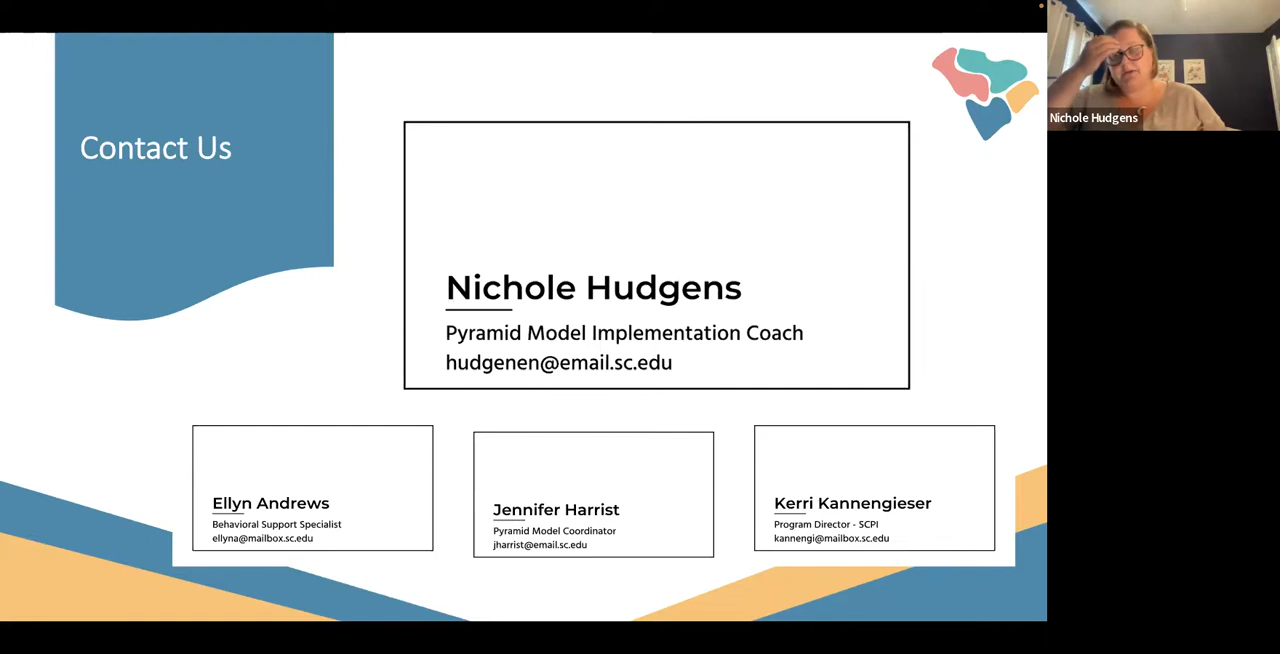 Contact Us
Nichole Hudgens
Nichole Hudgens
Pyramid Model Implementation Coach
hudgenen@email.sc.edu
Ellyn Andrews
Behavioral Support Specialist
ellyna@mailbox.sc.edu
Jennifer Harrist
Pyramid Model Coordinator
jharrist@email.sc.edu
Kerri Kannengieser
Program Director - SCPI
kannengi@mailbox.sc.edu